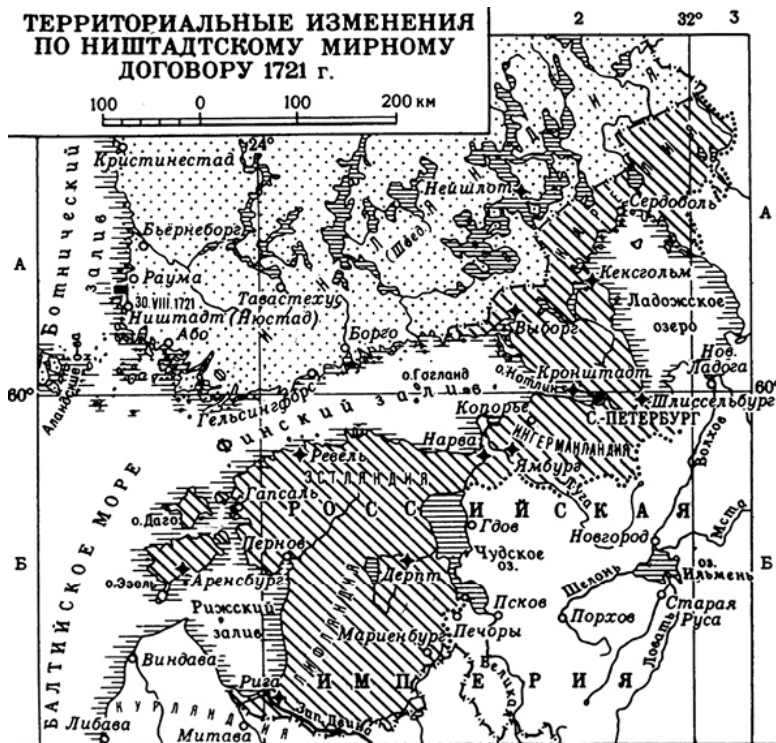 ТЕРРИТОРИАЛЬНЫЕ ИЗМЕНЕНИЯ
ПО НИШТАДТСКОМУ МИРНОМУ
ДОГОВОРУ 1721 г.
100 0 100 200 км
2 32° 3
24°
Кристинестад
Ботнический залив
Нейшлот
КАРЕЛИЯ
Сердоболь
А
А
Бьёрнеборг
ФИНЛЯНДИЯ
(Швед.)
Раума
Кексгольм
30.VIII.1721
Тавастехус
Ладожское
озеро
Ништадт (Нюстад)
Або
Борго
Выборг
о.Гогланд
о.Котлин
Кронштадт
Нов.
Ладога
Аландские о-ва
60°
60°
Гельсингфорс
Шлиссельбург
Финский залив
Копорье
С.-ПЕТЕРБУРГ
ИНГЕРМАНЛАНДИЯ
Нарва
Волхов
Ревель
Ямбург
ЭСТЛЯНДИЯ
Луга
Гапсаль
РОССИЙСКАЯ
о.Даго
Гдов
Мста
Новгород
Пернов
Чудское
оз.
Б
Б
Дерпт
оз.
Ильмень
о.Эзель
Аренсбург
Шелонь
БАЛТИЙСКОЕ МОРЕ
Рижский
залив
ЛИФЛЯНДИЯ
Псков
Порхов
Старая
Руса
Мариенбург
Печоры
Виндава
Великая
Ловать
Рига
ИМПЕРИЯ
КУРЛЯНДИЯ
Зап. Двина
Либава
Митава